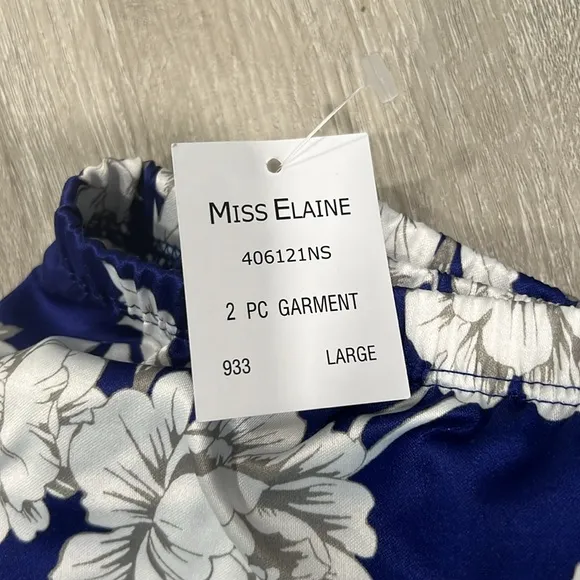 MISS ELAINE
406121NS
2 PC GARMENT
933 LARGE